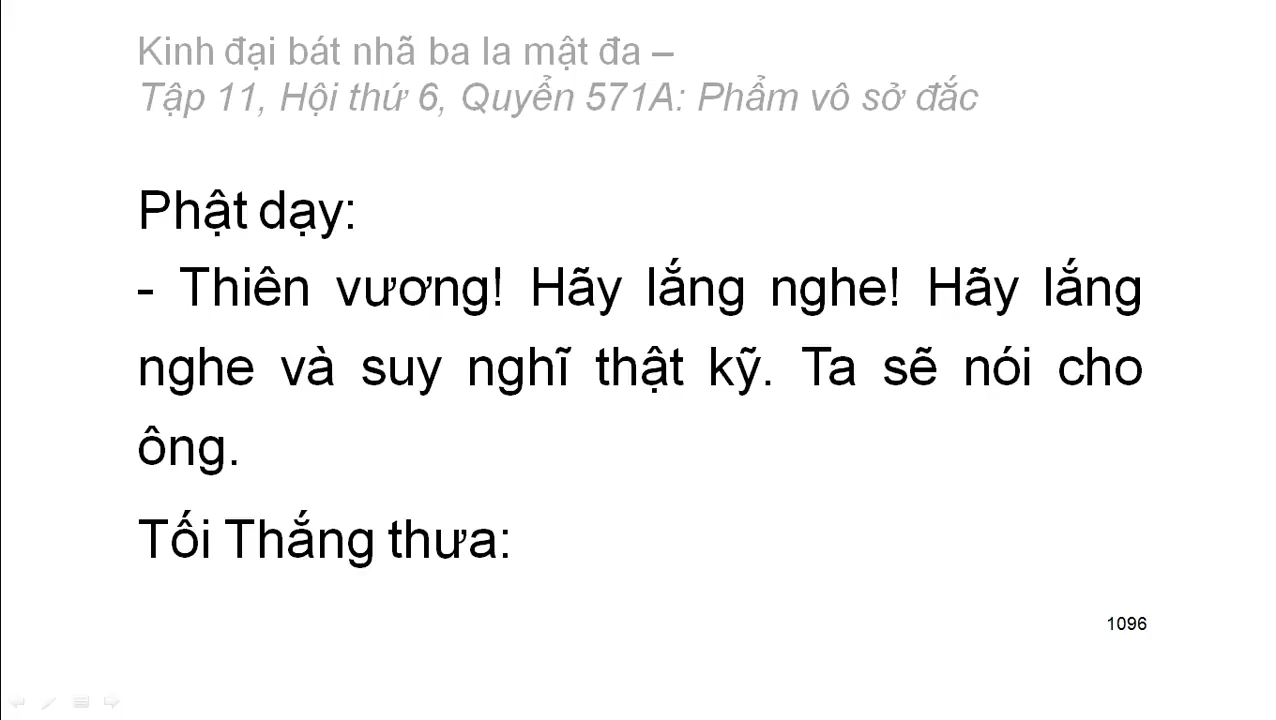 Kinh đại bát nhã ba la mật đa –
Tập 11, Hội thứ 6, Quyển 571A: Phẩm vô sở đắc
Phật dạy:
- Thiên vương! Hãy lắng nghe! Hãy lắng
nghe và suy nghĩ thật kỹ. Ta sẽ nói cho
ông.
Tối Thắng thưa:
1096